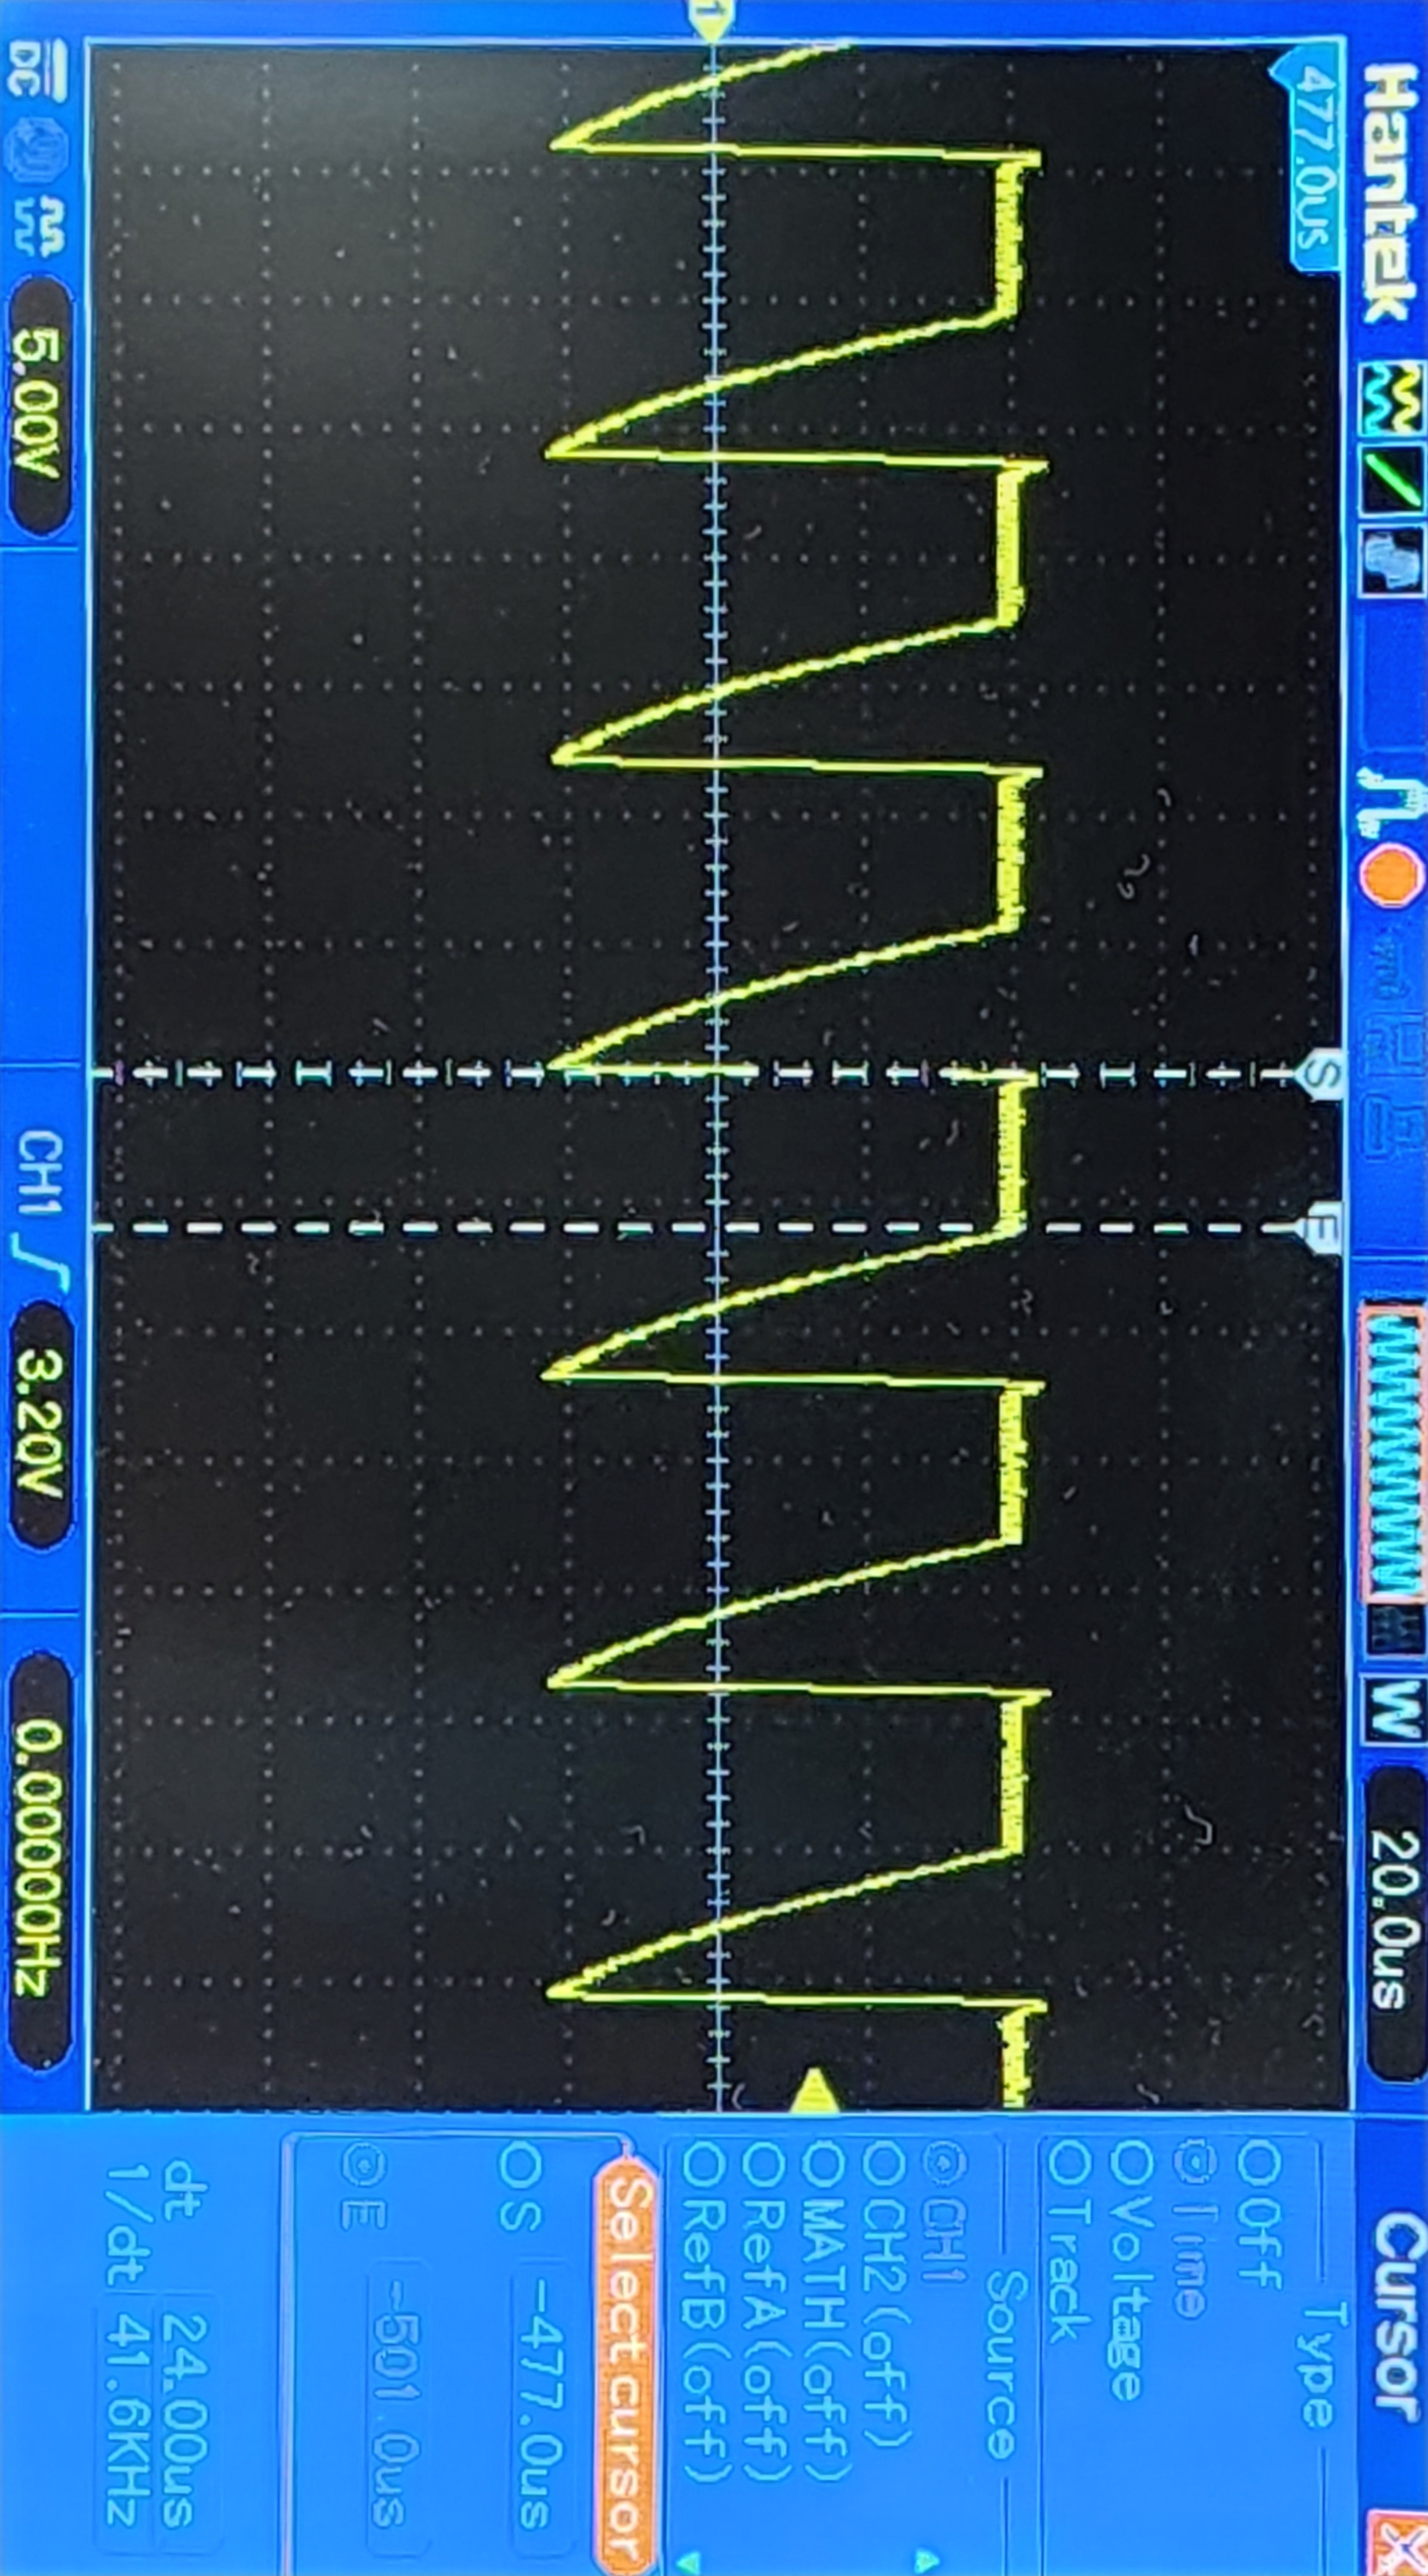 Hantek
W 20.0us
Cursor
477.0us
S
E
Type
Off
Time
Voltage
Track
Source
CH1
CH2(off)
MATH(off)
RefA(off)
RefB(off)
1
Select cursor
S -477.0us
E -501.0us
dt 24.00us
1/dt 41.6KHz
DC 5.00V
CH1 3.20V
0.00000Hz